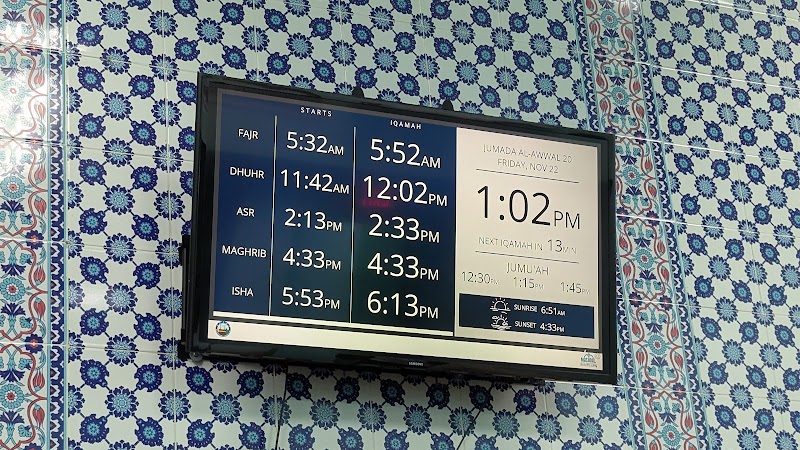 STARTS IQAMAH
FAJR 5:32AM 5:52AM
DHUHR 11:42AM 12:02PM
ASR 2:13PM 2:33PM
MAGHRIB 4:33PM 4:33PM
ISHA 5:53PM 6:13PM
JUMADA AL-AWWAL 20
FRIDAY, NOV 22
1:02PM
NEXT IQAMAH IN 13MIN
JUMU'AH
12:30PM 1:15PM 1:45PM
SUNRISE 6:51AM
SUNSET 4:33PM
SAMSUNG